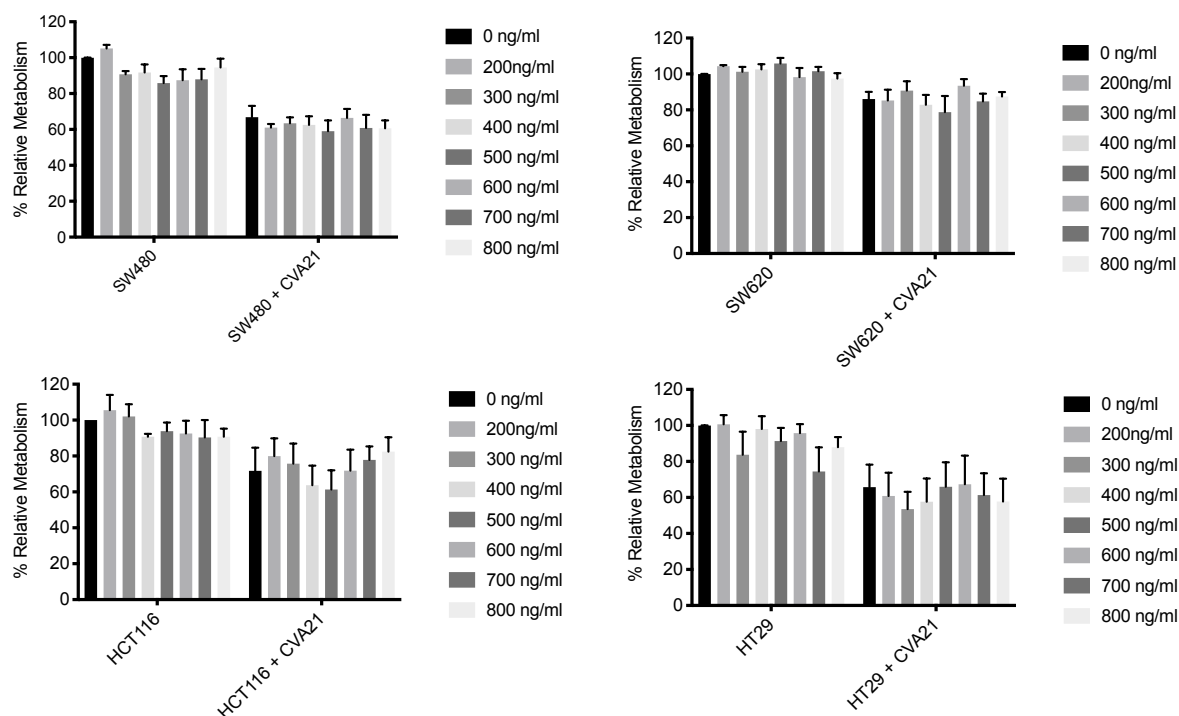 % Relative Metabolism
120
100
80
60
40
20
0
SW480
SW480 + CVA21
0 ng/ml
200ng/ml
300 ng/ml
400 ng/ml
500 ng/ml
600 ng/ml
700 ng/ml
800 ng/ml
% Relative Metabolism
120
100
80
60
40
20
0
SW620
SW620 + CVA21
0 ng/ml
200ng/ml
300 ng/ml
400 ng/ml
500 ng/ml
600 ng/ml
700 ng/ml
800 ng/ml
% Relative Metabolism
120
100
80
60
40
20
0
HCT116
HCT116 + CVA21
0 ng/ml
200ng/ml
300 ng/ml
400 ng/ml
500 ng/ml
600 ng/ml
700 ng/ml
800 ng/ml
% Relative Metabolism
120
100
80
60
40
20
0
HT29
HT29 + CVA21
0 ng/ml
200ng/ml
300 ng/ml
400 ng/ml
500 ng/ml
600 ng/ml
700 ng/ml
800 ng/ml